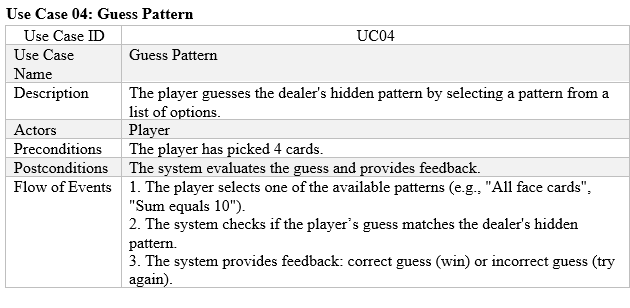 Use Case 04: Guess Pattern
Use Case ID UC04
Use Case Guess Pattern
Name
Description The player guesses the dealer's hidden pattern by selecting a pattern from a
list of options.
Actors Player
Preconditions The player has picked 4 cards.
Postconditions The system evaluates the guess and provides feedback.
Flow of Events 1. The player selects one of the available patterns (e.g., "All face cards",
"Sum equals 10").
2. The system checks if the player’s guess matches the dealer's hidden
pattern.
3. The system provides feedback: correct guess (win) or incorrect guess (try
again).